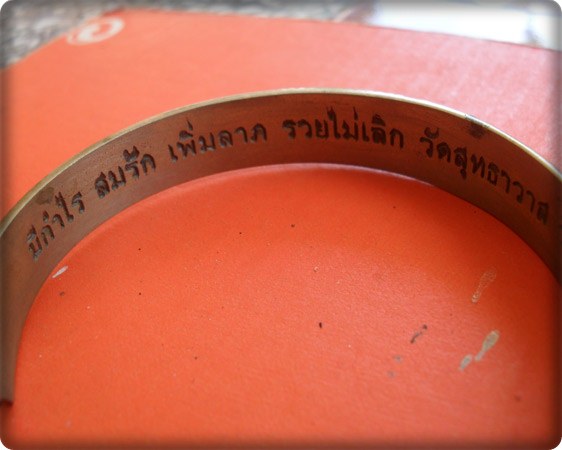 มีกำไร สมรัก เพิ่มลาภ รวยไม่เลิก วัดสุทธาวาส